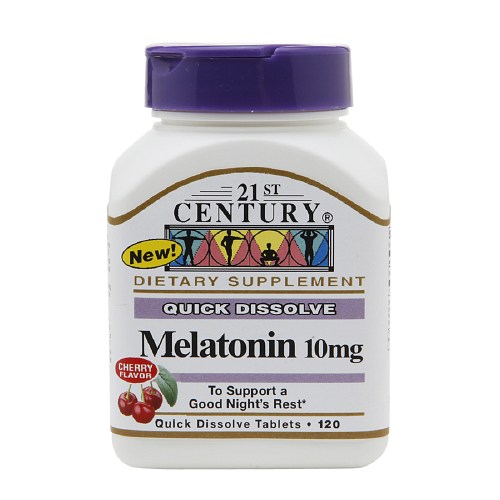 21ST
CENTURY®
New!
DIETARY SUPPLEMENT
QUICK DISSOLVE
Melatonin 10mg
CHERRY
FLAVOR
To Support a
Good Night's Rest*
Quick Dissolve Tablets • 120